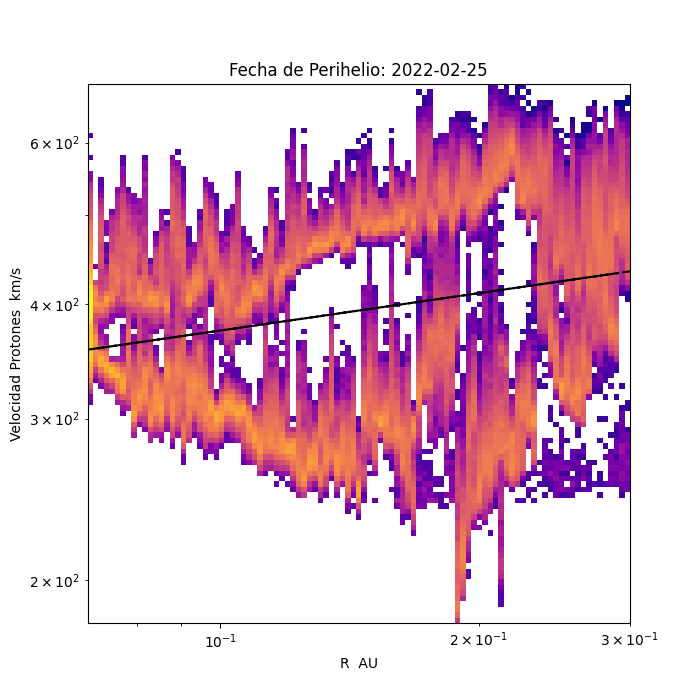 Fecha de Perihelio: 2022-02-25
Velocidad Protones  km/s
6 × 10²
4 × 10²
3 × 10²
2 × 10²
10⁻¹
2 × 10⁻¹
3 × 10⁻¹
R  AU